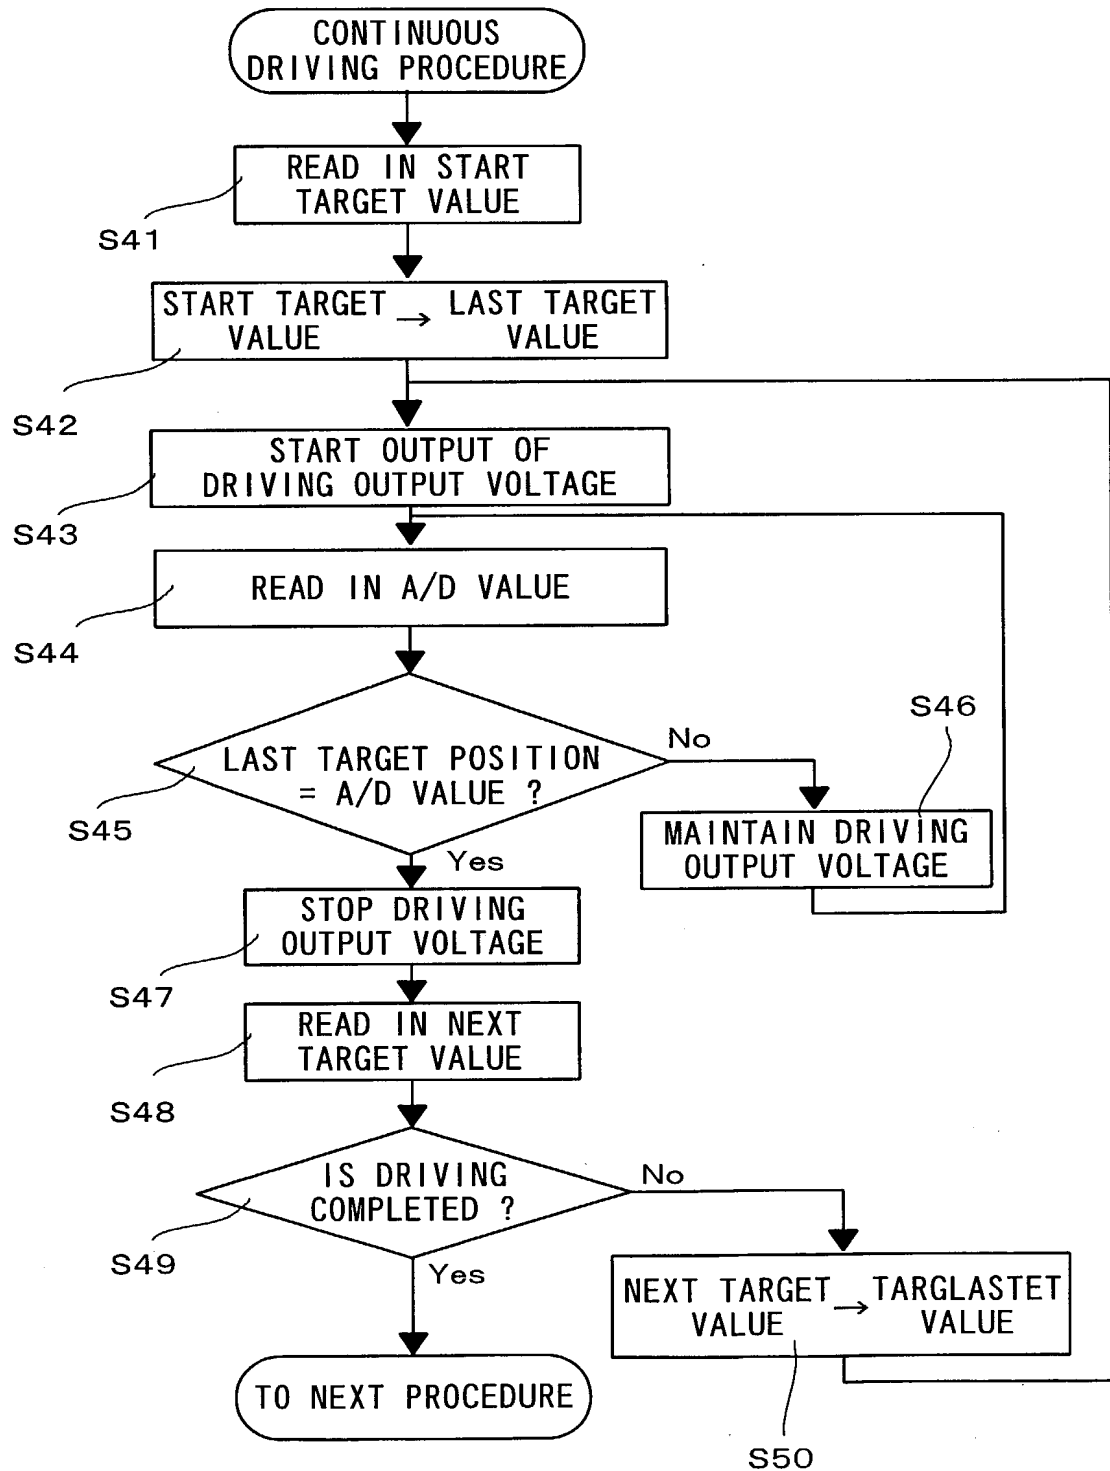 CONTINUOUS
DRIVING PROCEDURE
READ IN START
TARGET VALUE
S41
START TARGET
VALUE
→
LAST TARGET
VALUE
S42
START OUTPUT OF
DRIVING OUTPUT VOLTAGE
S43
READ IN A/D VALUE
S44
LAST TARGET POSITION
= A/D VALUE ?
S45
No
S46
MAINTAIN DRIVING
OUTPUT VOLTAGE
Yes
STOP DRIVING
OUTPUT VOLTAGE
S47
READ IN NEXT
TARGET VALUE
S48
IS DRIVING
COMPLETED ?
S49
No
Yes
NEXT TARGET
VALUE
→
TARGLASTET
VALUE
S50
TO NEXT PROCEDURE